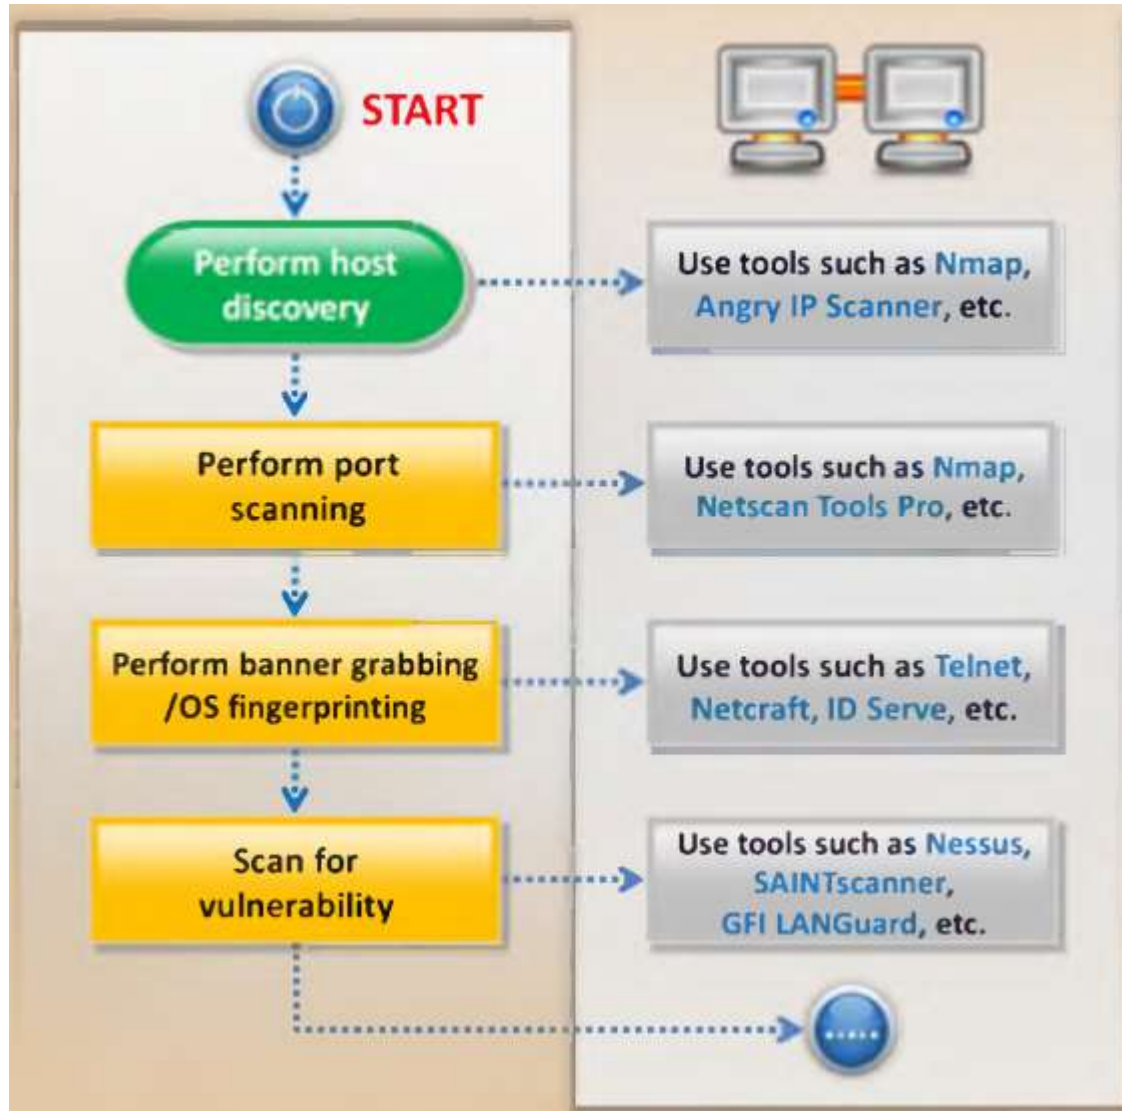 START
Perform host
discovery
Use tools such as Nmap,
Angry IP Scanner, etc.
Perform port
scanning
Use tools such as Nmap,
Netscan Tools Pro, etc.
Perform banner grabbing
/OS fingerprinting
Use tools such as Telnet,
Netcraft, ID Serve, etc.
Scan for
vulnerability
Use tools such as Nessus,
SAINTscanner,
GFI LANGuard, etc.
.....